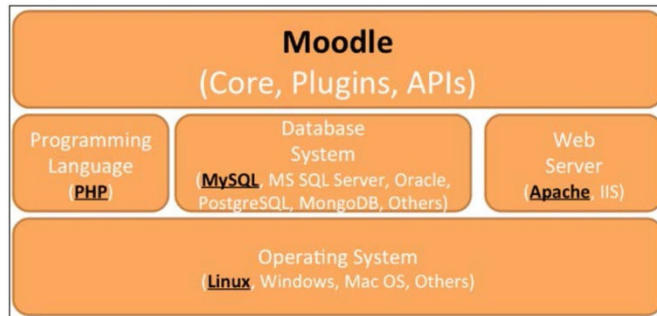 Moodle
(Core, Plugins, APIs)
Programming
Language
(PHP)
Database
System
(MySQL, MS SQL Server, Oracle,
PostgreSQL, MongoDB, Others)
Web
Server
(Apache, IIS)
Operating System
(Linux, Windows, Mac OS, Others)